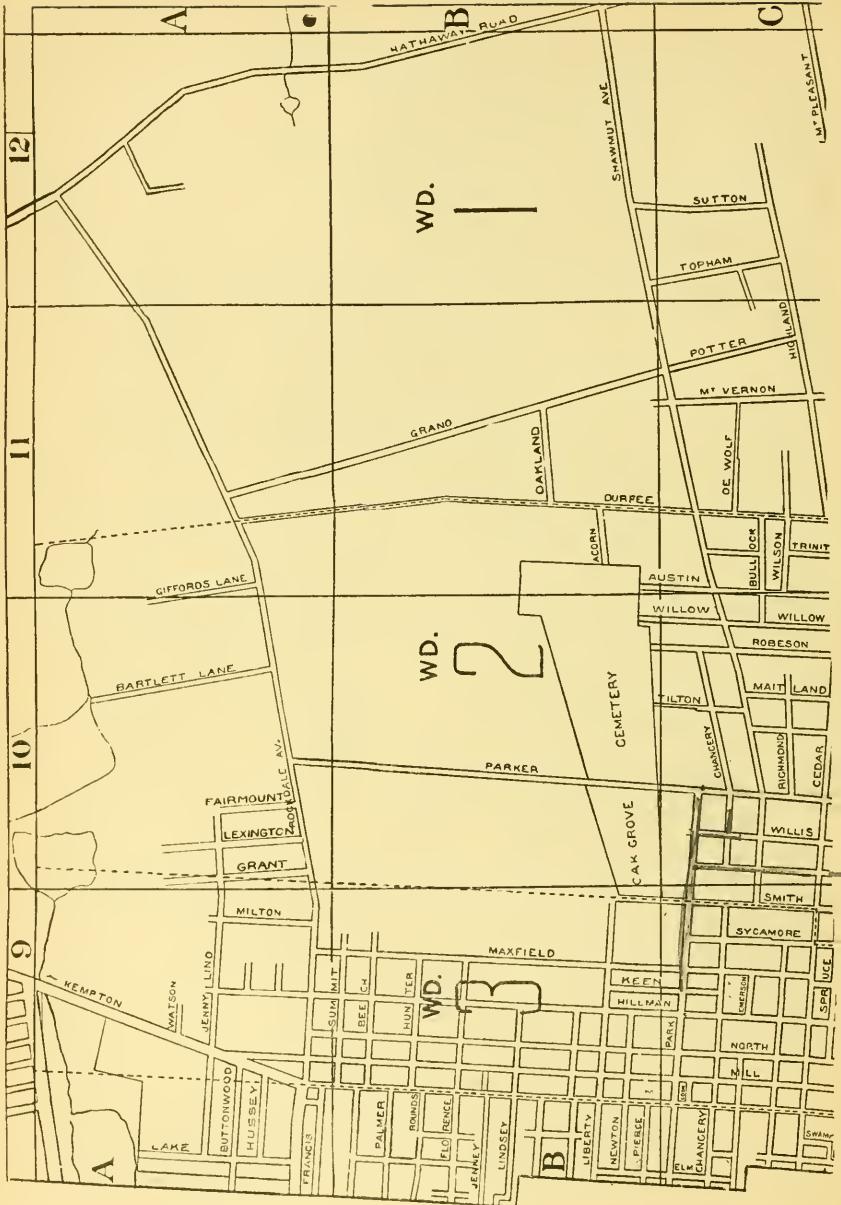 A
B
C
12
HATHAWAY ROAD
SHAWMUT AVE
MT PLEASANT
WD.
1
SUTTON
TOPHAM
HIGHLAND
POTTER
MT VERNON
11
GRANO
OAKLAND
DURFEE
DE WOLF
ACORN
BULLOCK
WILSON
TRINIT
GIFFORDS LANE
AUSTIN
WILLOW
WILLOW
ROBESON
WD.
2
BARTLETT LANE
CEMETERY
TILTON
MAITLAND
10
ROCKDALE AV.
PARKER
CHANCERY
RICHMOND
CEDAR
FAIRMOUNT
LEXINGTON
GRANT
OAK GROVE
WILLIS
SMITH
MILTON
SYCAMORE
9
KEMPTON
WATSON
JENNY LIND
SUMMIT
BEECH
HUNTER
WD.
3
MAXFIELD
KEEN
HILLMAN
EMERSON
SPRUCE
PARK
NORTH
MILL
BUTTONWOOD
HUSSEY
LAKE
FRANCIS
PALMER
ROUNDS
FLORENCE
JENNEY
LINDSEY
LIBERTY
NEWTON
PIERCE
ELM
CHANCERY
SWAMP
A
B